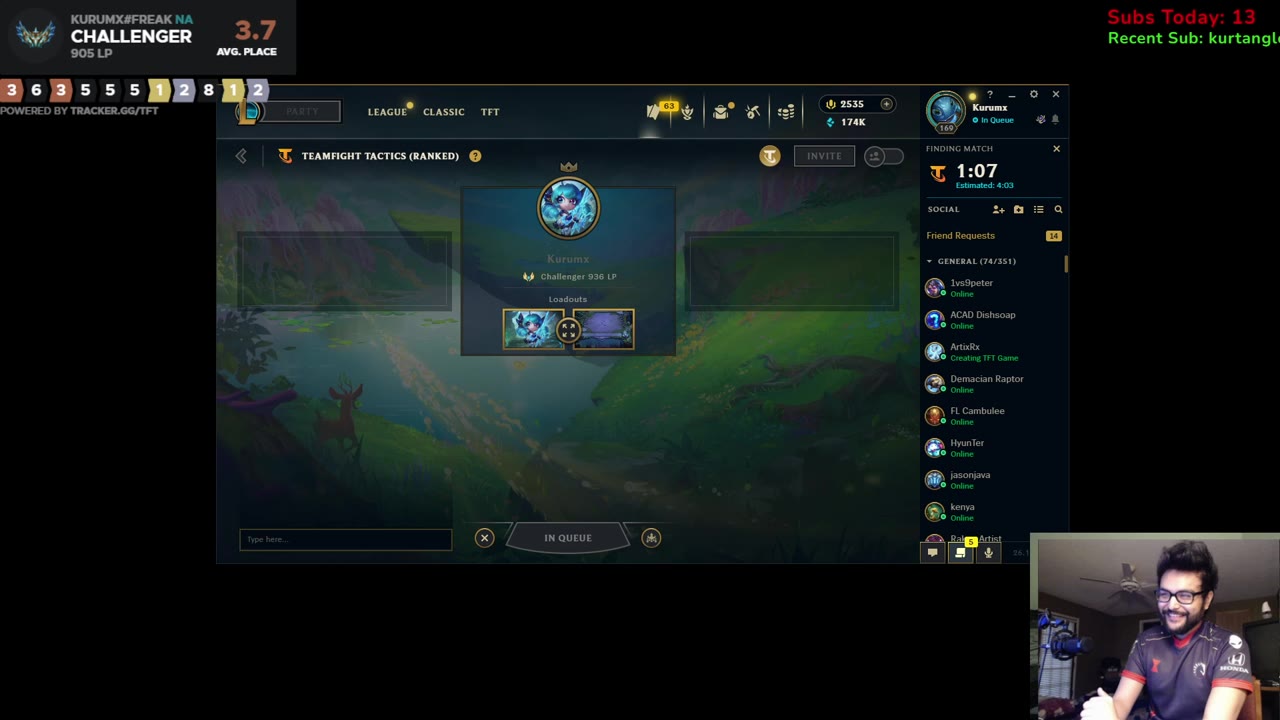 KURUMX#FREAK NA
CHALLENGER
905 LP
3.7
AVG. PLACE
3 6 3 5 5 5 1 2 8 1 2
POWERED BY TRACKER.GG/TFT
Subs Today: 13
Recent Sub: kurtangl
PARTY
LEAGUE
CLASSIC
TFT
63
2535
174K
169
?
Kurumx
In Queue
TEAMFIGHT TACTICS (RANKED)
?
INVITE
FINDING MATCH
1:07
Estimated: 4:03
SOCIAL
Friend Requests
14
GENERAL (74/351)
1vs9peter
Online
ACAD Dishsoap
Online
ArtixRx
Creating TFT Game
Demacian Raptor
Online
FL Cambulee
Online
HyunTer
Online
jasonjava
Online
kenya
Online
Artist
5
Kurumx
Challenger 936 LP
Loadouts
Type here...
IN QUEUE
HONDA